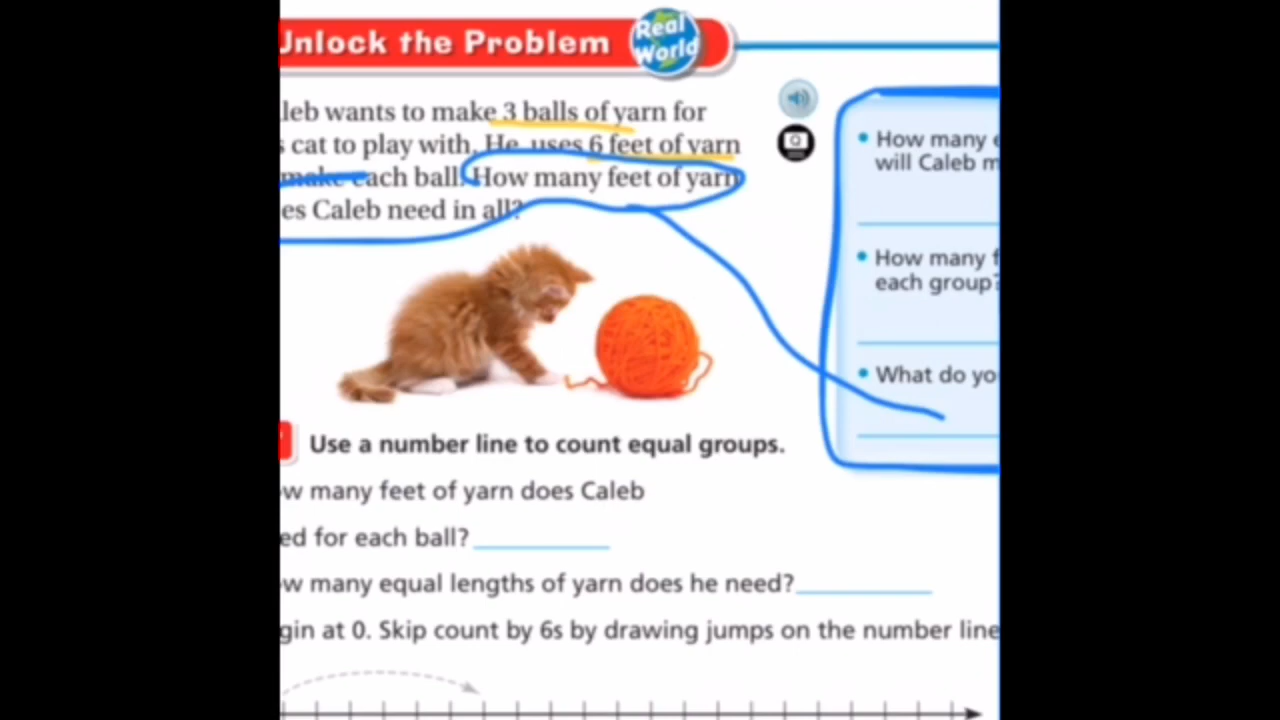 Unlock the Problem
Real World
leb wants to make 3 balls of yarn for
s cat to play with. He uses 6 feet of yarn
make each ball. How many feet of yarn
es Caleb need in all?
• How many
will Caleb m
• How many f
each group?
• What do yo
Use a number line to count equal groups.
ow many feet of yarn does Caleb
ed for each ball?
ow many equal lengths of yarn does he need?
gin at 0. Skip count by 6s by drawing jumps on the number line